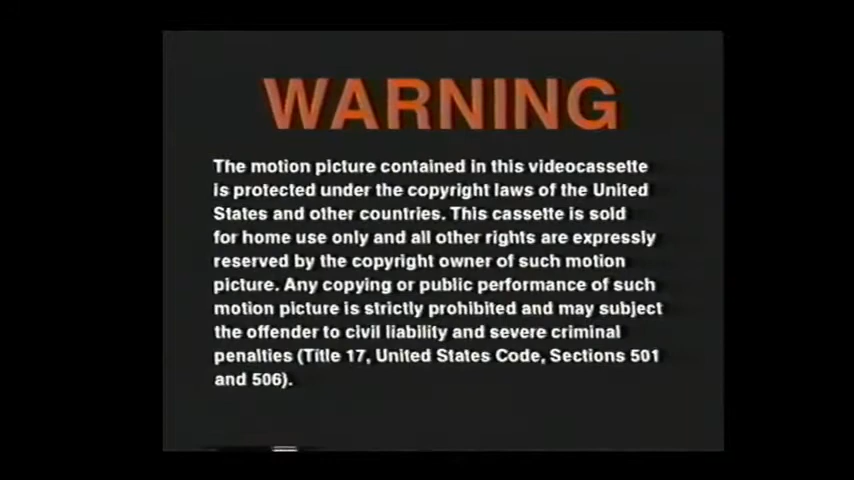 WARNING
The motion picture contained in this videocassette
is protected under the copyright laws of the United
States and other countries. This cassette is sold
for home use only and all other rights are expressly
reserved by the copyright owner of such motion
picture. Any copying or public performance of such
motion picture is strictly prohibited and may subject
the offender to civil liability and severe criminal
penalties (Title 17, United States Code, Sections 501
and 506).